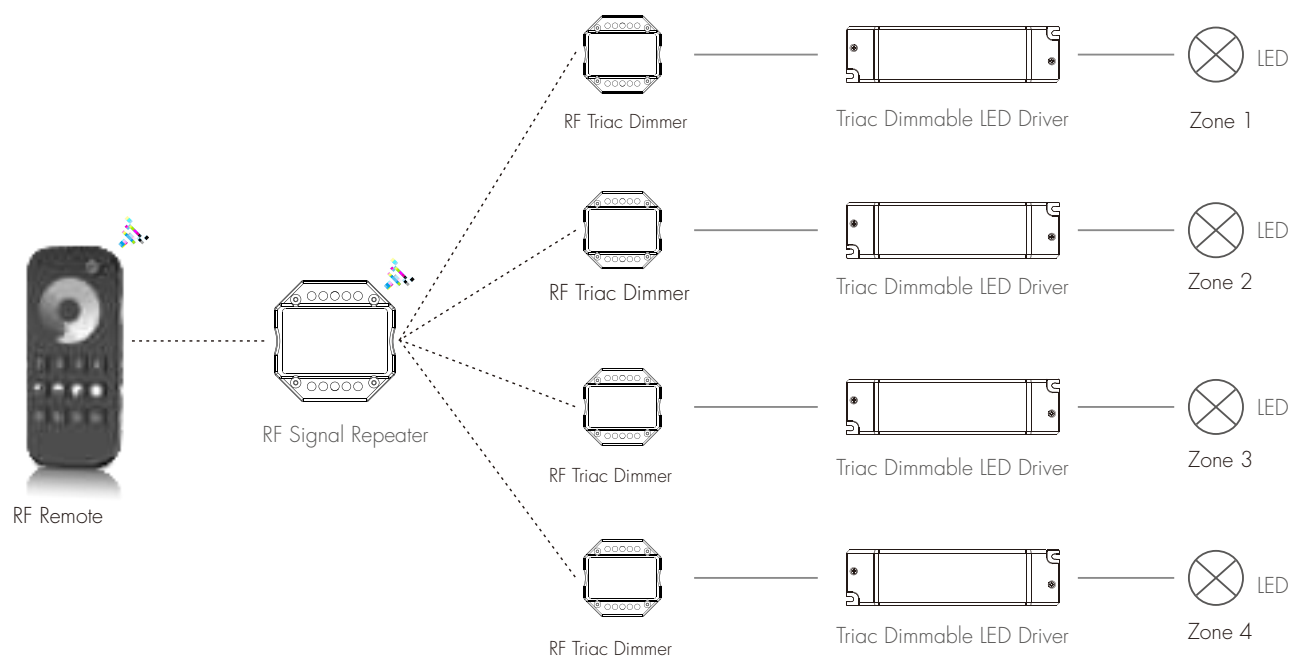 LED
RF Triac Dimmer
Triac Dimmable LED Driver
Zone 1
LED
RF Triac Dimmer
Triac Dimmable LED Driver
Zone 2
RF Signal Repeater
LED
RF Triac Dimmer
Triac Dimmable LED Driver
Zone 3
RF Remote
LED
RF Triac Dimmer
Triac Dimmable LED Driver
Zone 4